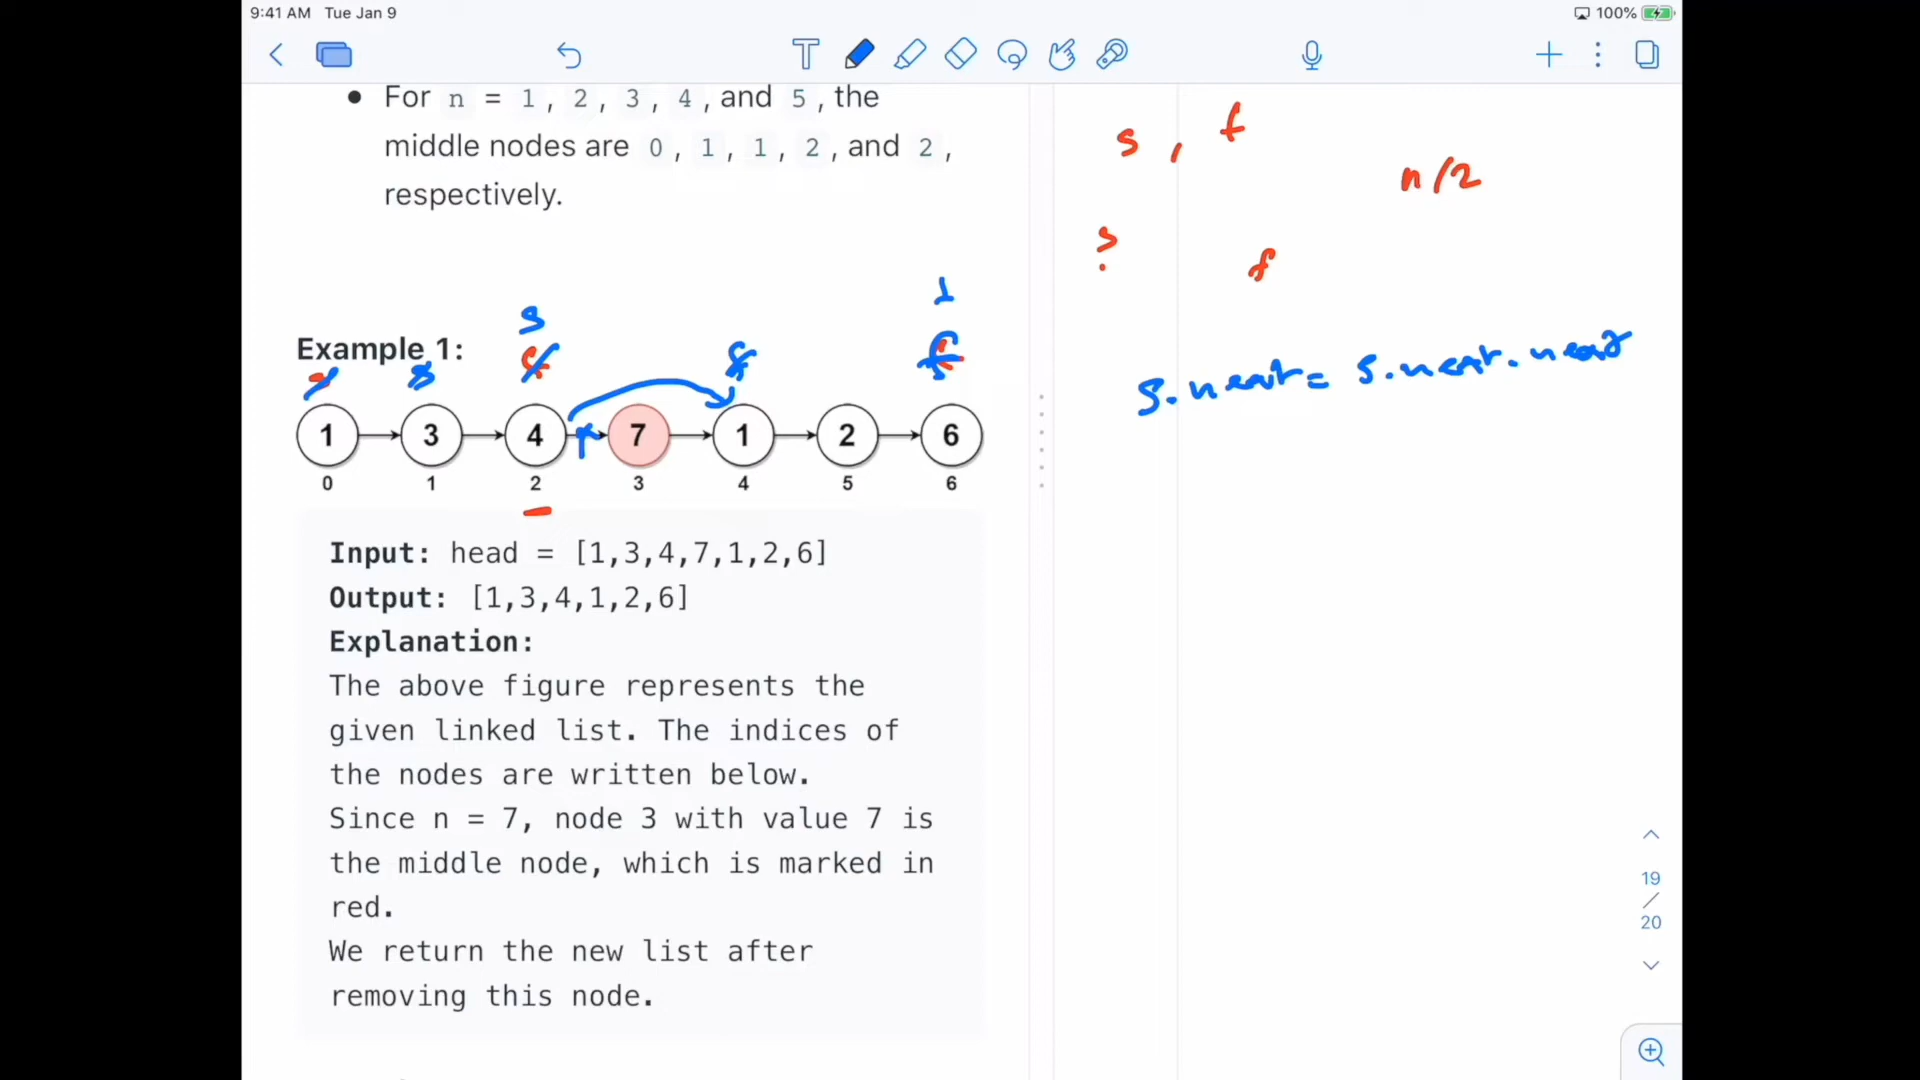 9:41 AM Tue Jan 9
100%
• For n = 1, 2, 3, 4, and 5, the
middle nodes are 0, 1, 1, 2, and 2,
respectively.
s, f
n/2
s
f
s
Example 1:
s.next = s.next.next
1 3 4 7 1 2 6
0 1 2 3 4 5 6
Input: head = [1,3,4,7,1,2,6]
Output: [1,3,4,1,2,6]
Explanation:
The above figure represents the
given linked list. The indices of
the nodes are written below.
Since n = 7, node 3 with value 7 is
the middle node, which is marked in
red.
We return the new list after
removing this node.
19
/
20